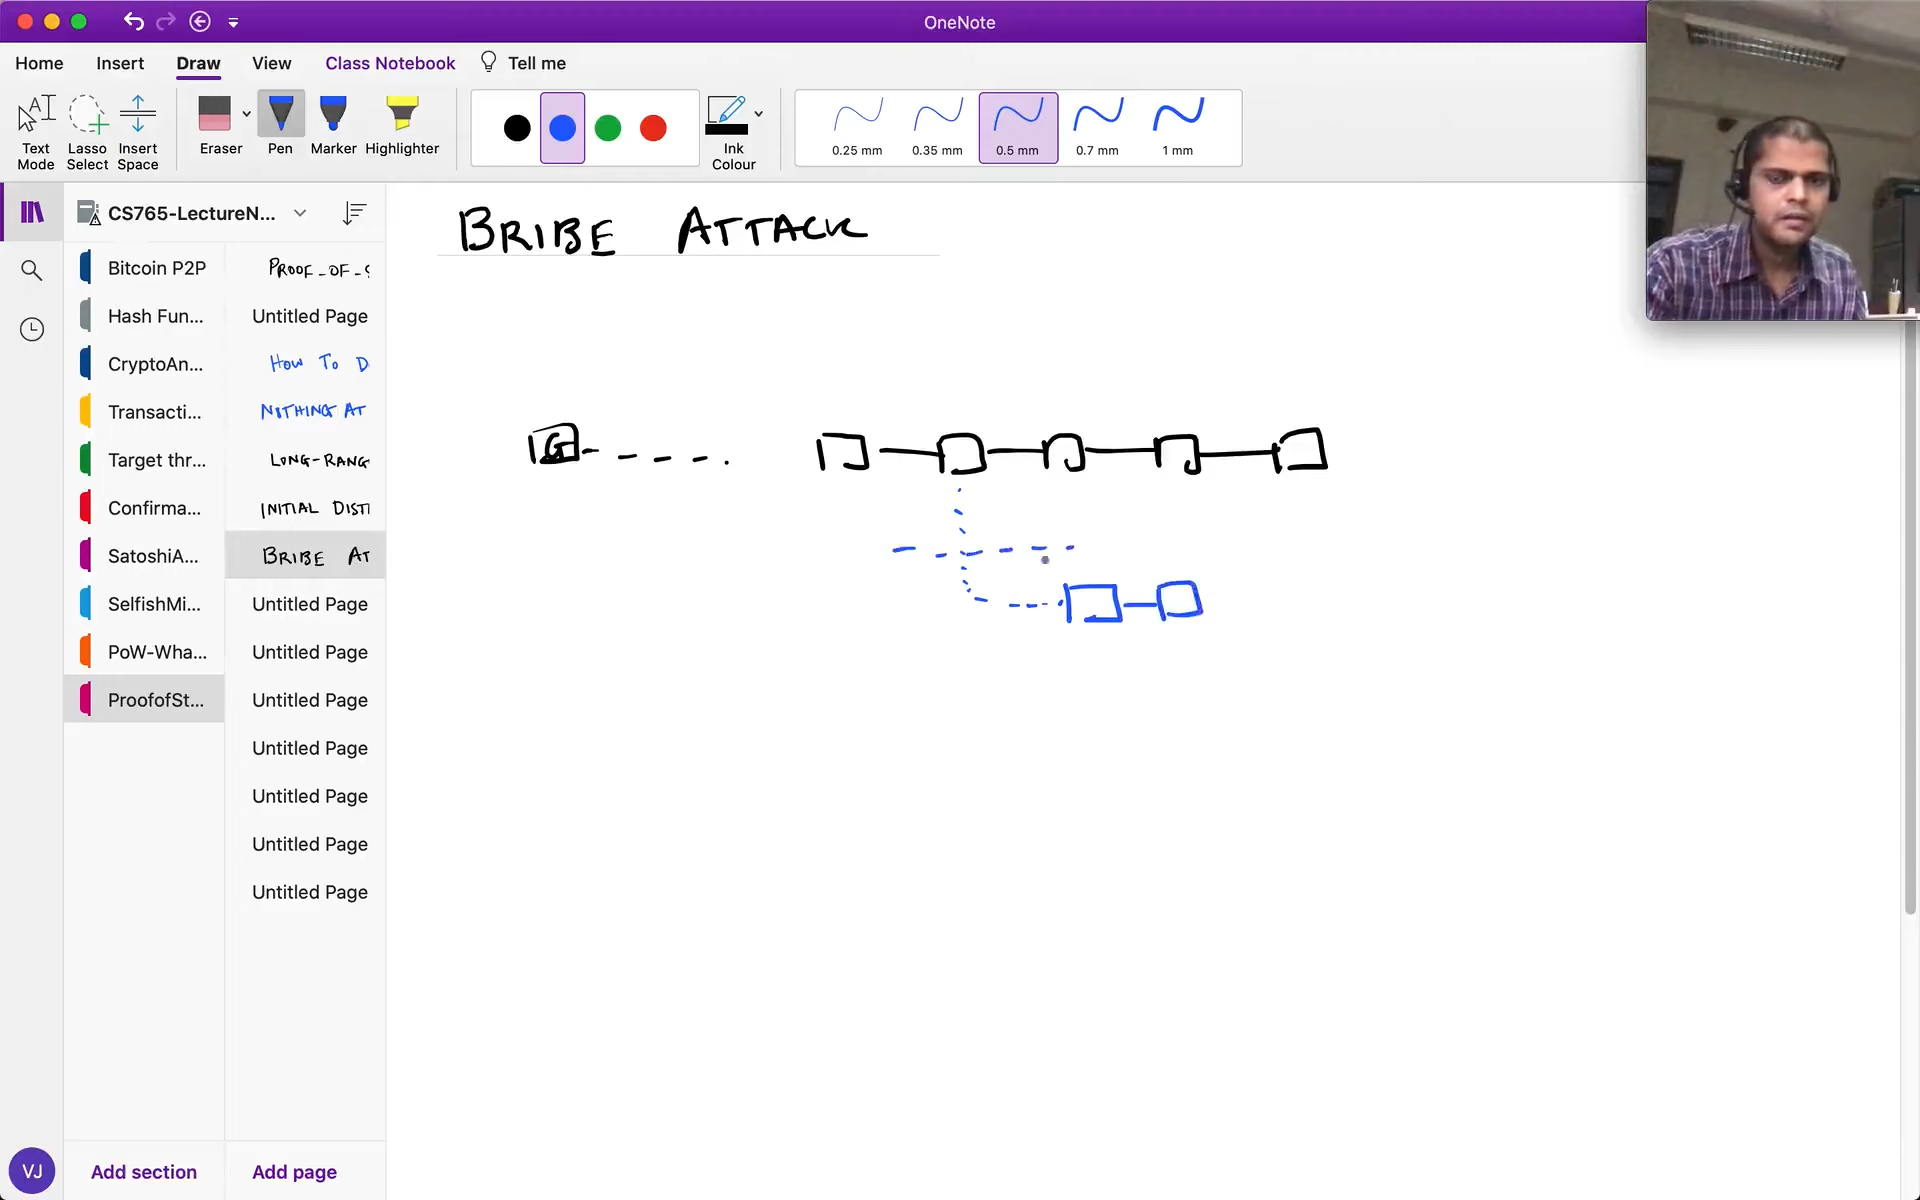 OneNote
Home Insert Draw View Class Notebook Tell me
Text Mode
Lasso Select
Insert Space
Eraser
Pen
Marker
Highlighter
Ink Colour
0.25 mm
0.35 mm
0.5 mm
0.7 mm
1 mm
CS765-LectureN...
Bitcoin P2P
Hash Fun...
CryptoAn...
Transacti...
Target thr...
Confirma...
SatoshiA...
SelfishMi...
PoW-Wha...
ProofofSt...
PROOF-OF-S
Untitled Page
HOW TO D
NOTHING AT
LONG-RANG
INITIAL DIST
BRIBE AT
Untitled Page
Untitled Page
Untitled Page
Untitled Page
Untitled Page
Untitled Page
Untitled Page
BRIBE ATTACK
G
VJ
Add section
Add page